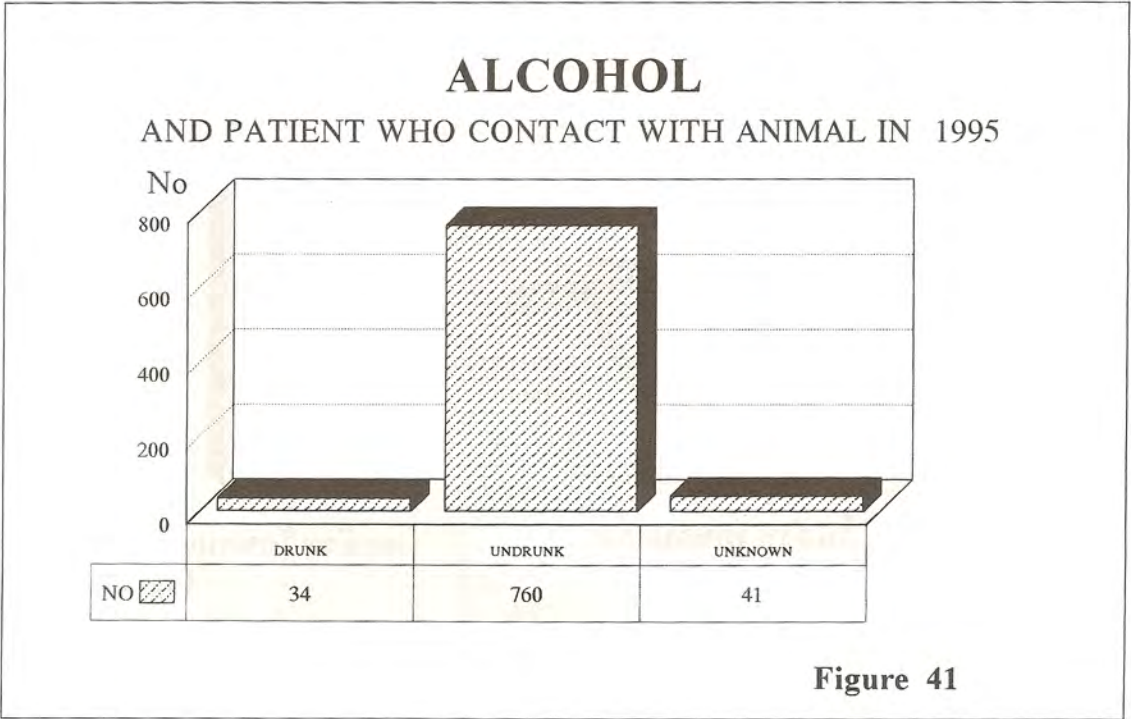 ALCOHOL
AND PATIENT WHO CONTACT WITH ANIMAL IN 1995
No
800
600
400
200
0
DRUNK UNDRUNK UNKNOWN
NO 34 760 41
Figure 41